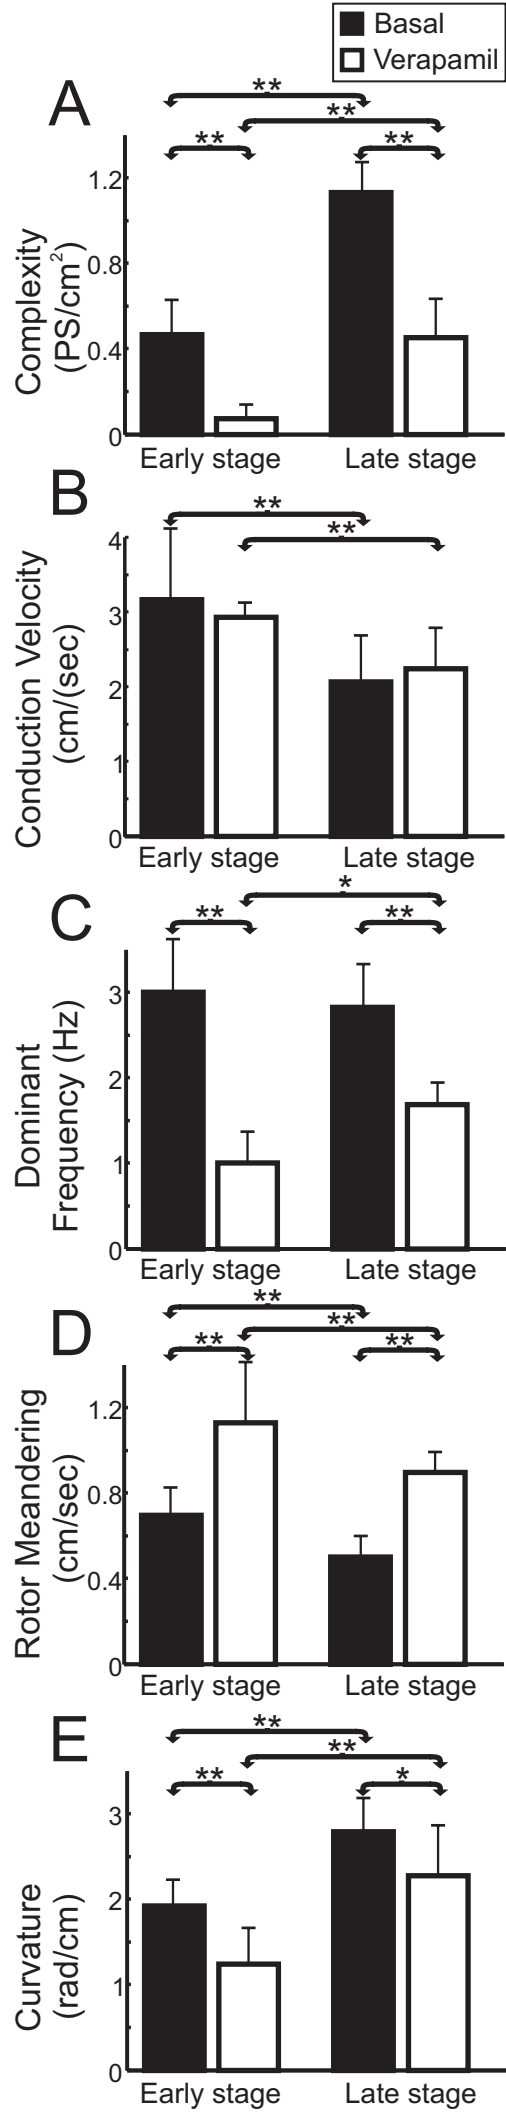 Basal
Verapamil
A
**
**
** **
Complexity
(PS/cm²)
1.2
0.8
0.4
0
Early stage Late stage
B
**
**
Conduction Velocity
(cm/(sec)
4
3
2
1
0
Early stage Late stage
C
*
** **
Dominant
Frequency (Hz)
3
2
1
0
Early stage Late stage
D
**
**
** **
Rotor Meandering
(cm/sec)
1.2
0.8
0.4
0
Early stage Late stage
E
**
**
** *
Curvature
(rad/cm)
3
2
1
0
Early stage Late stage